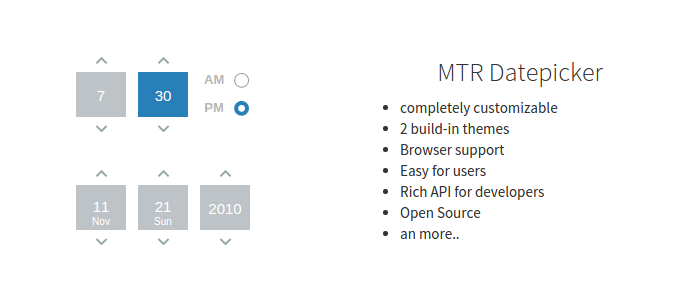 7
30
AM
PM
11
Nov
21
Sun
2010
MTR Datepicker
completely customizable
2 build-in themes
Browser support
Easy for users
Rich API for developers
Open Source
an more..